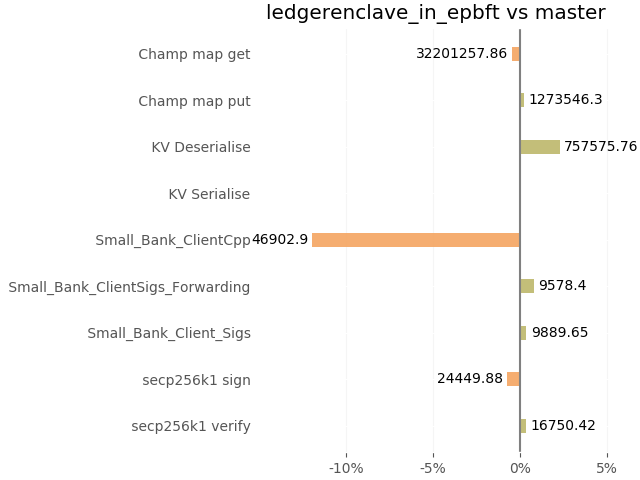 ledgerenclave_in_epbft vs master
Champ map get 32201257.86
Champ map put 1273546.3
KV Deserialise 757575.76
KV Serialise
Small_Bank_ClientCpp 46902.9
Small_Bank_ClientSigs_Forwarding 9578.4
Small_Bank_Client_Sigs 9889.65
secp256k1 sign 24449.88
secp256k1 verify 16750.42
-10% -5% 0% 5%